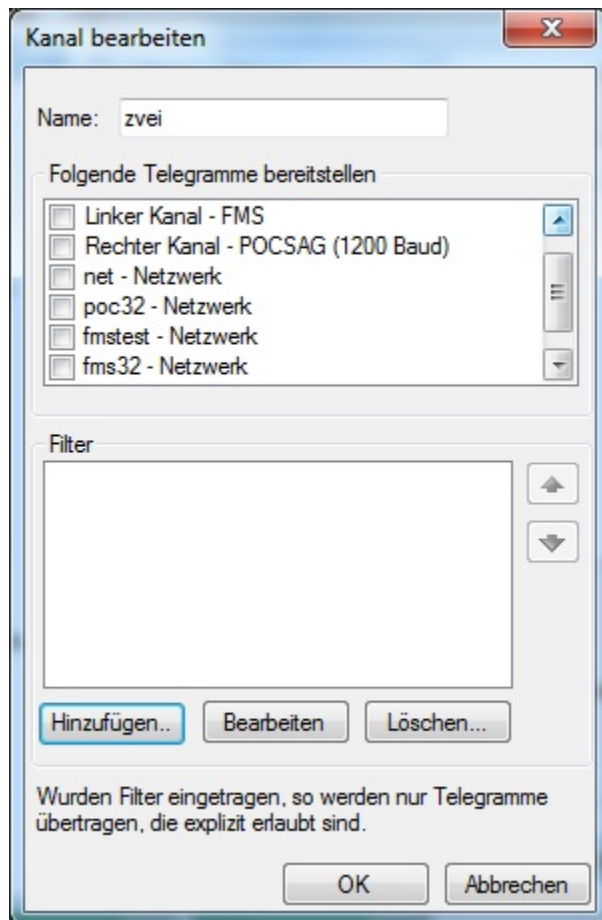 Kanal bearbeiten
Name: zvei
Folgende Telegramme bereitstellen
Linker Kanal - FMS
Rechter Kanal - POCSAG (1200 Baud)
net - Netzwerk
poc32 - Netzwerk
fmstest - Netzwerk
fms32 - Netzwerk
Filter
Hinzufügen.. Bearbeiten Löschen...
Wurden Filter eingetragen, so werden nur Telegramme
übertragen, die explizit erlaubt sind.
OK Abbrechen